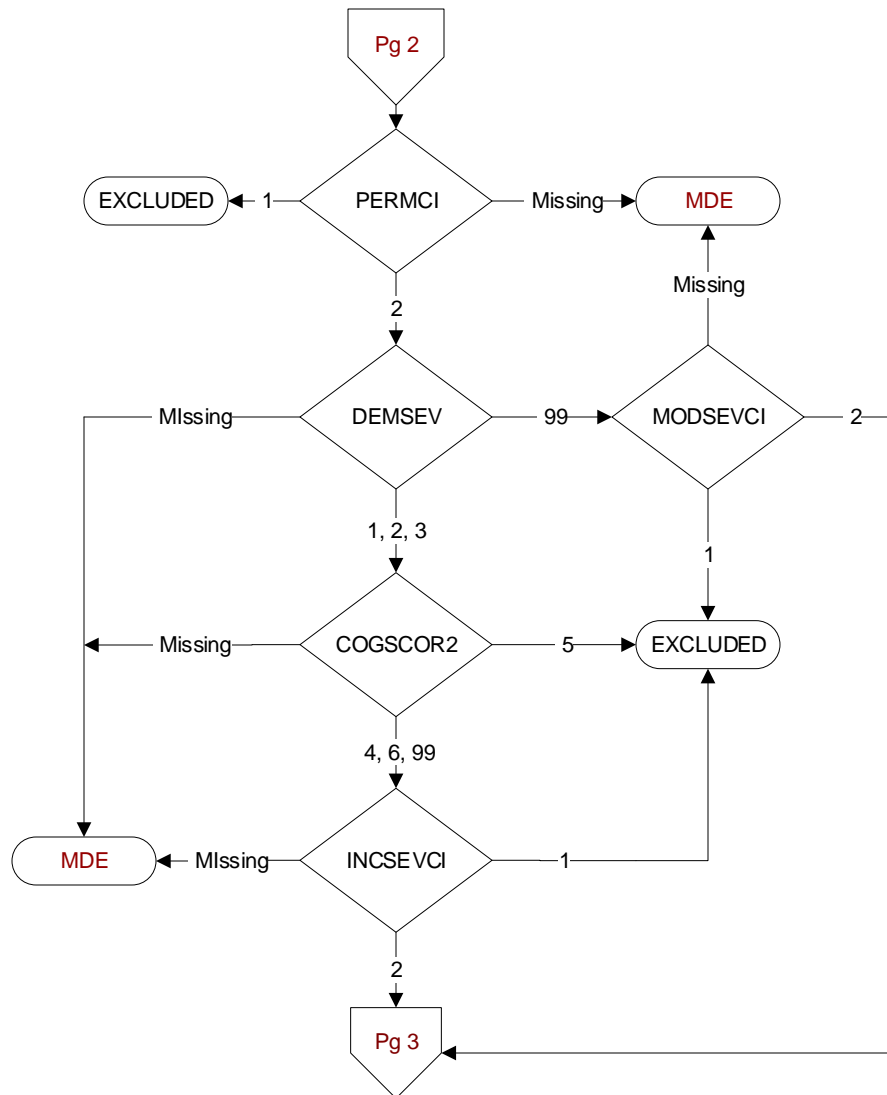 Pg 2
EXCLUDED
1
PERMCI
Missing
MDE
Missing
2
MIssing
DEMSEV
99
MODSEVCI
2
1, 2, 3
1
Missing
COGSCOR2
5
EXCLUDED
4, 6, 99
MDE
MIssing
INCSEVCI
1
2
Pg 3